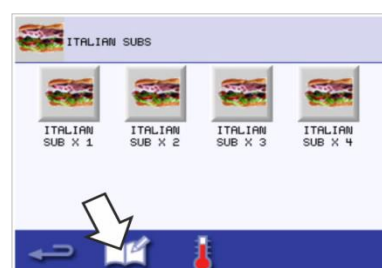 ITALIAN SUBS
ITALIAN SUB X 1
ITALIAN SUB X 2
ITALIAN SUB X 3
ITALIAN SUB X 4